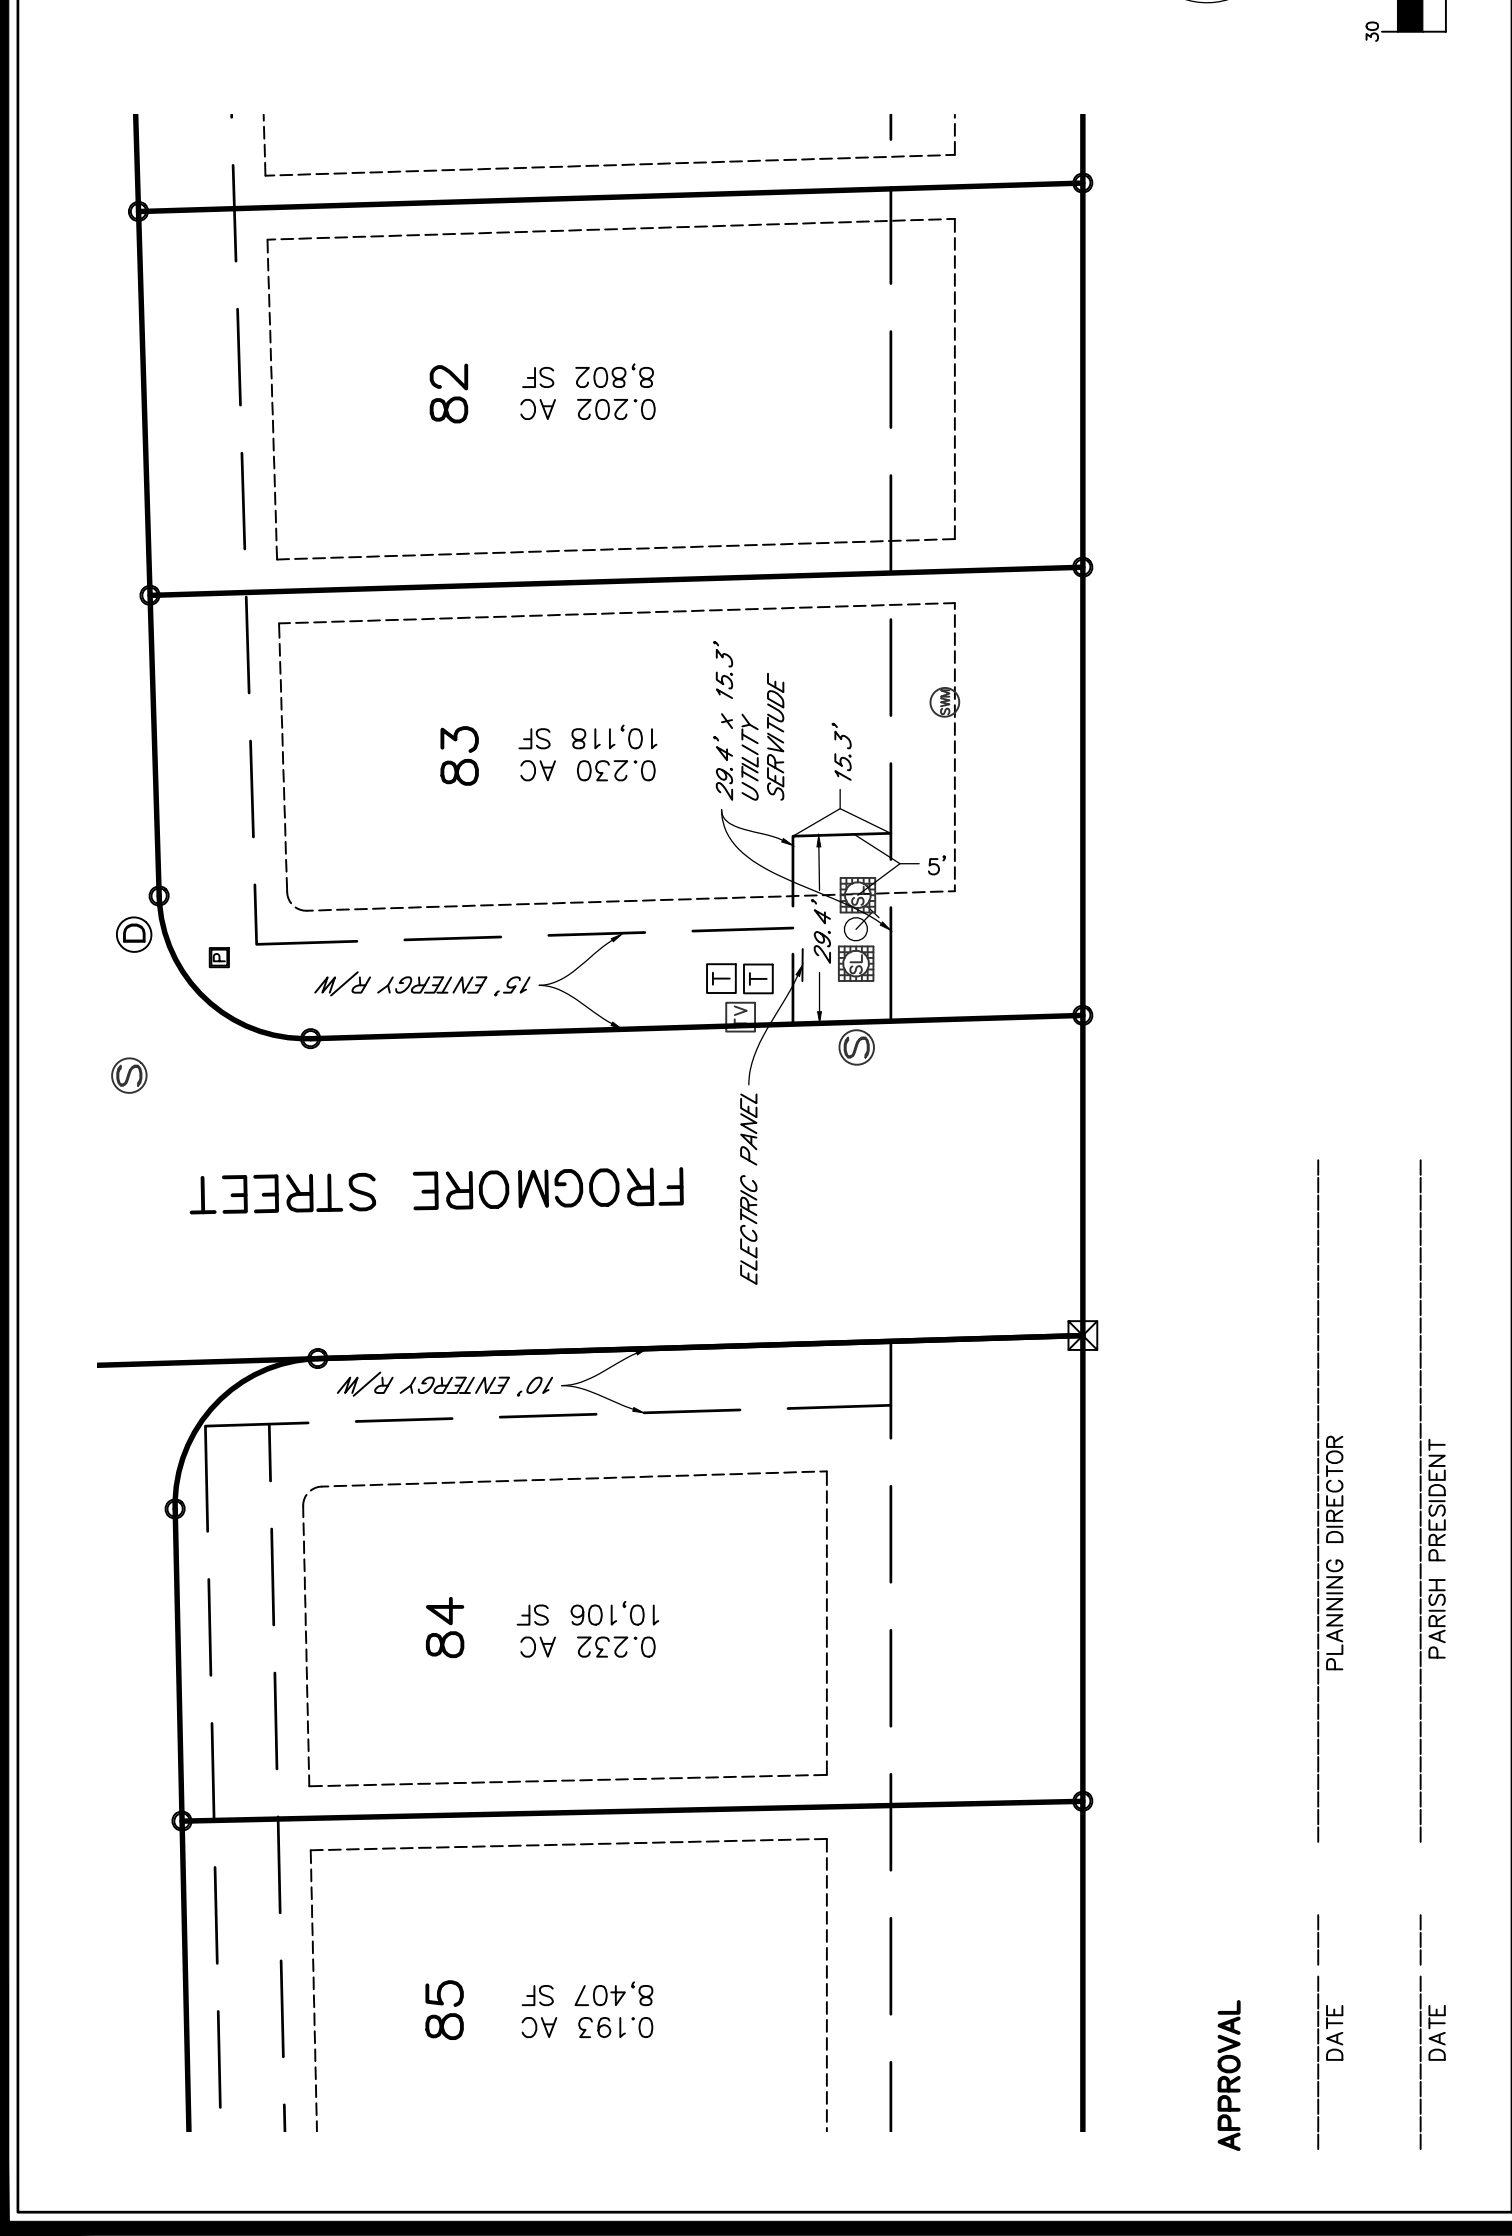 30
82
8,802 SF
0.202 AC
83
10,118 SF
0.230 AC
29.4' x 15.3'
UTILITY
SERVITUDE
15.3'
5'
29.4'
SWM
SL
SL
D
P
15' ENTERGY R/W
T
T
TV
S
S
ELECTRIC PANEL
FROGMORE STREET
10' ENTERGY R/W
84
10,106 SF
0.232 AC
85
8,407 SF
0.193 AC
APPROVAL
DATE
PLANNING DIRECTOR
DATE
PARISH PRESIDENT